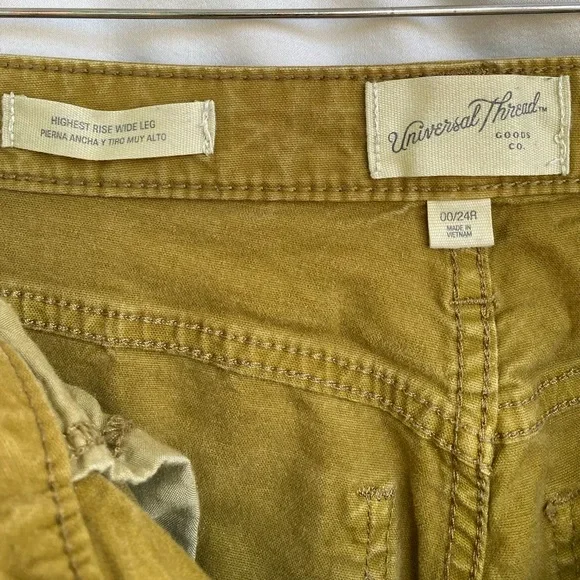 HIGHEST RISE WIDE LEG
PIERNA ANCHA Y TIRO MUY ALTO
Universal Thread™
GOODS
CO.
00/24R
MADE IN
VIETNAM